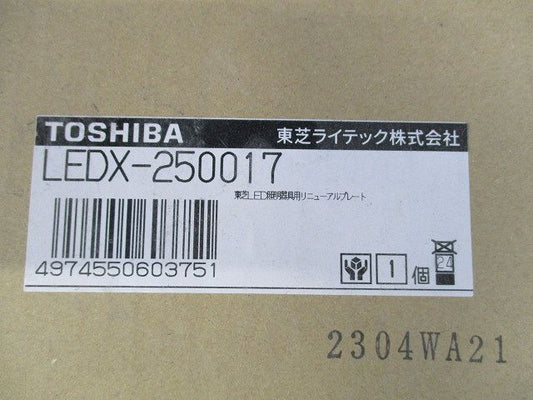 TOSHIBA 東芝ライテック株式会社
LEDX-250017
東芝LED照明器具用リニューアルプレート
4974550603751
1 個
24
2304WA21